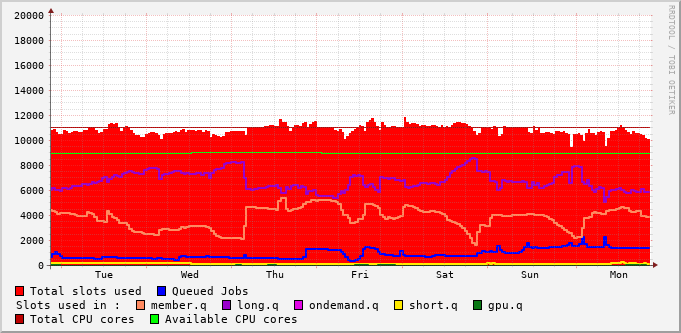 RRDTOOL / TOBI OETIKER
20000
18000
16000
14000
12000
10000
8000
6000
4000
2000
0
Tue Wed Thu Fri Sat Sun Mon
Total slots used Queued Jobs
Slots used in : member.q long.q ondemand.q short.q gpu.q
Total CPU cores Available CPU cores